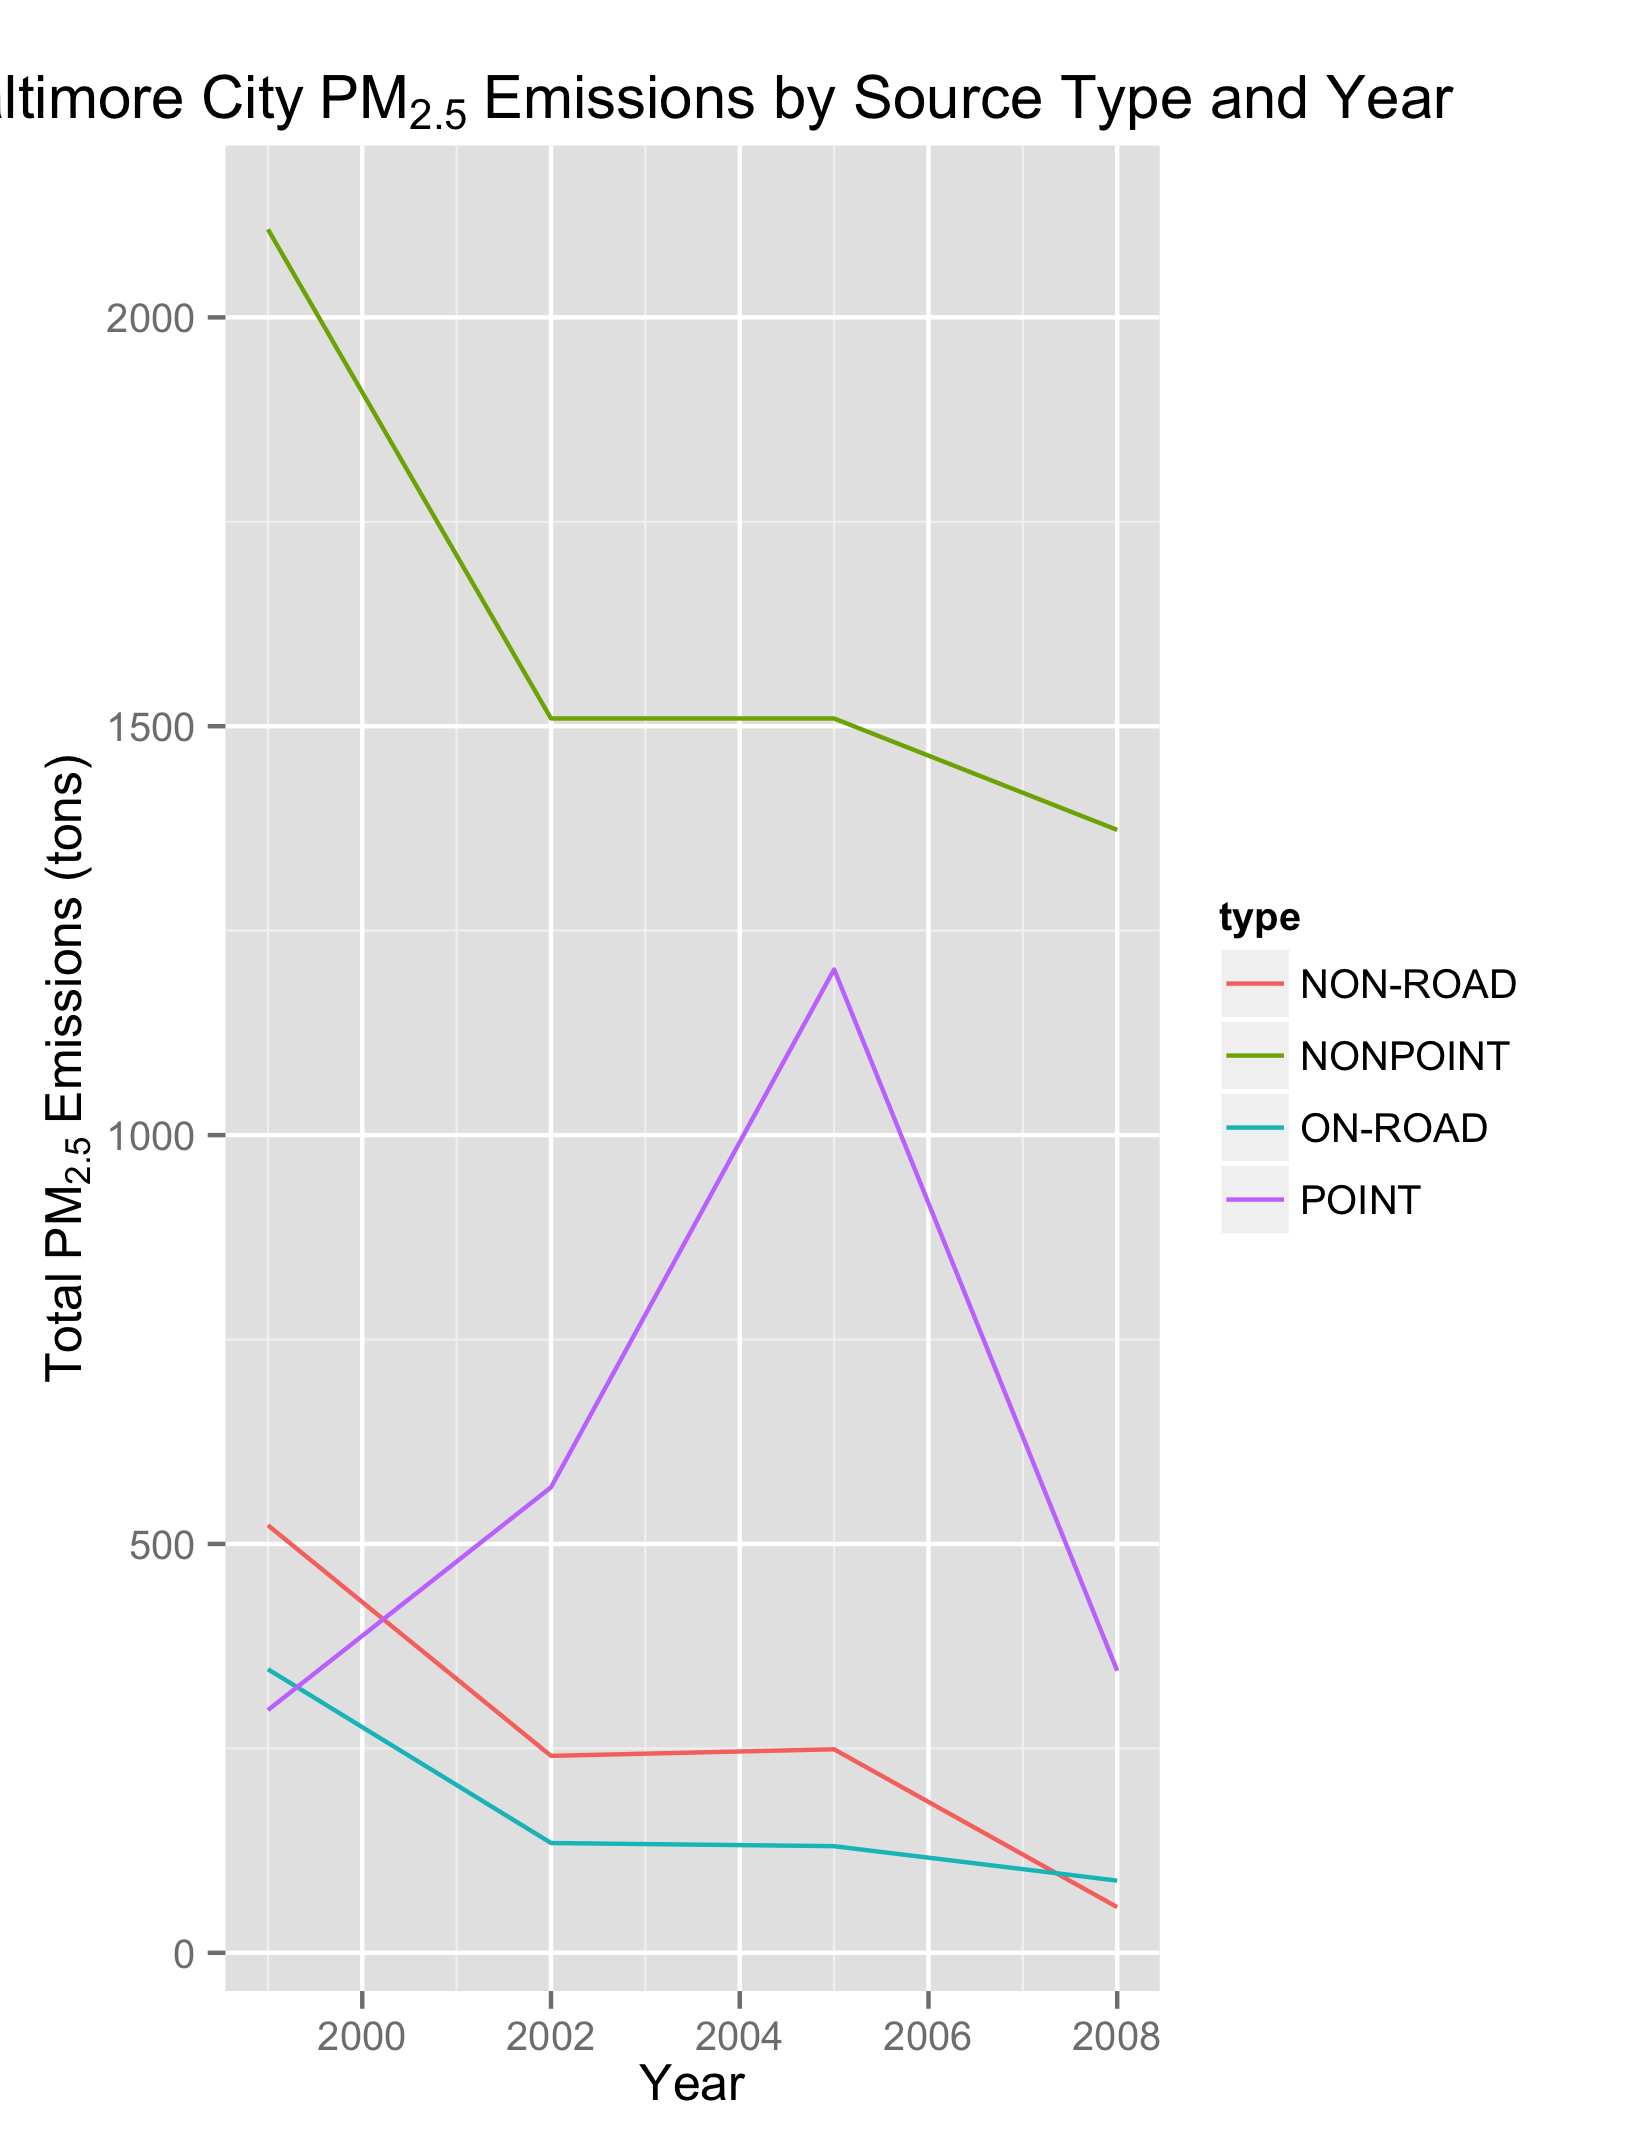 altimore City PM2.5 Emissions by Source Type and Year
Total PM2.5 Emissions (tons)
2000
1500
1000
500
0
2000 2002 2004 2006 2008
Year
type
NON-ROAD
NONPOINT
ON-ROAD
POINT